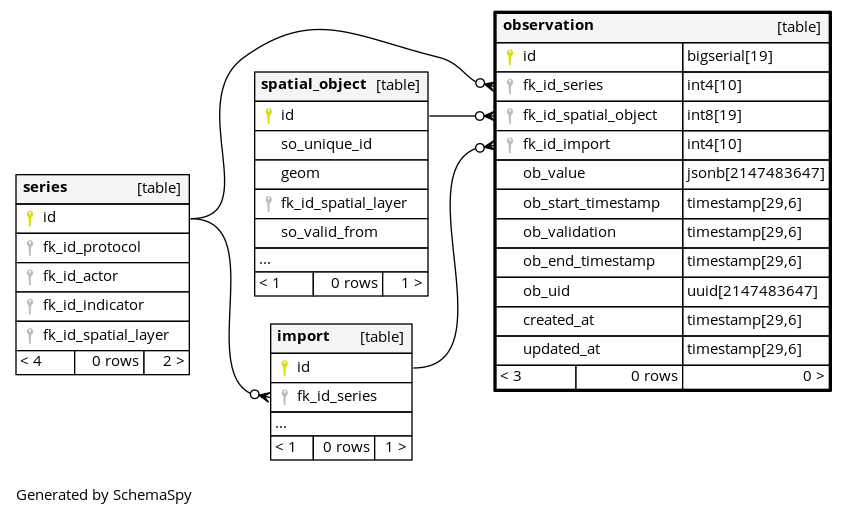 observation [table]
id bigserial[19]
fk_id_series int4[10]
fk_id_spatial_object int8[19]
fk_id_import int4[10]
ob_value jsonb[2147483647]
ob_start_timestamp timestamp[29,6]
ob_validation timestamp[29,6]
ob_end_timestamp timestamp[29,6]
ob_uid uuid[2147483647]
created_at timestamp[29,6]
updated_at timestamp[29,6]
< 3 0 rows 0 >
spatial_object [table]
id
so_unique_id
geom
fk_id_spatial_layer
so_valid_from
...
< 1 0 rows 1 >
series [table]
id
fk_id_protocol
fk_id_actor
fk_id_indicator
fk_id_spatial_layer
< 4 0 rows 2 >
import [table]
id
fk_id_series
...
< 1 0 rows 1 >
Generated by SchemaSpy